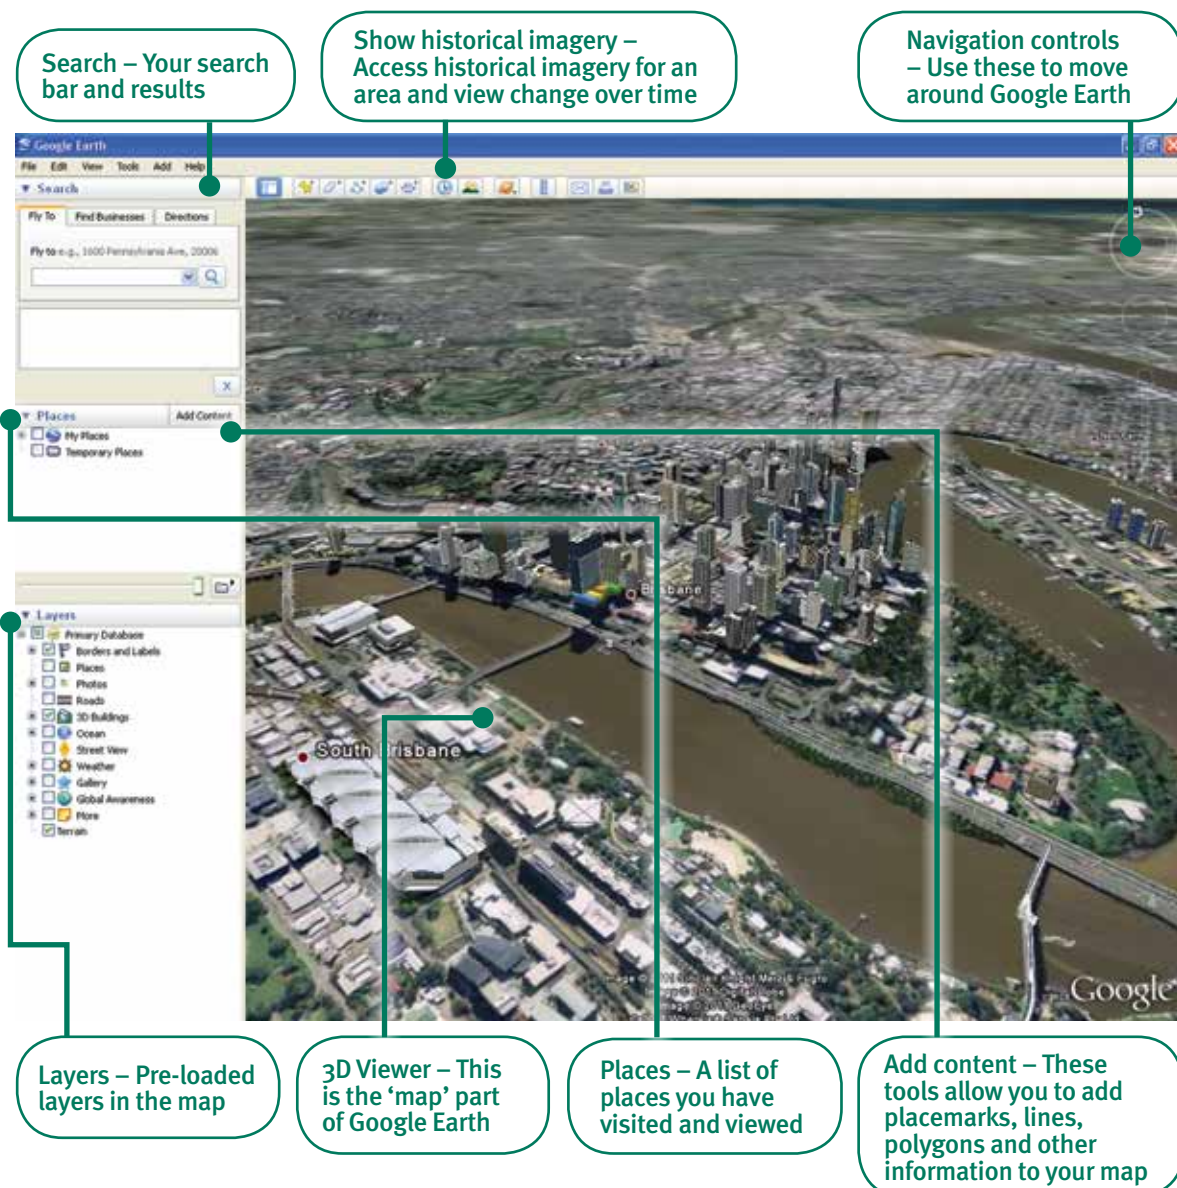 Search – Your search
bar and results
Show historical imagery –
Access historical imagery for an
area and view change over time
Navigation controls
– Use these to move
around Google Earth
Google Earth
File Edit View Tools Add Help
▼ Search
Fly To Find Businesses Directions
Fly to e.g., 1600 Pennsylvania Ave, 20006
▼ Places Add Content
My Places
Temporary Places
▼ Layers
Primary Database
Borders and Labels
Places
Photos
Roads
3D Buildings
Ocean
Street View
Weather
Gallery
Global Awareness
More
Terrain
Brisbane
South Brisbane
Google
Layers – Pre-loaded
layers in the map
3D Viewer – This
is the ‘map’ part
of Google Earth
Places – A list of
places you have
visited and viewed
Add content – These
tools allow you to add
placemarks, lines,
polygons and other
information to your map